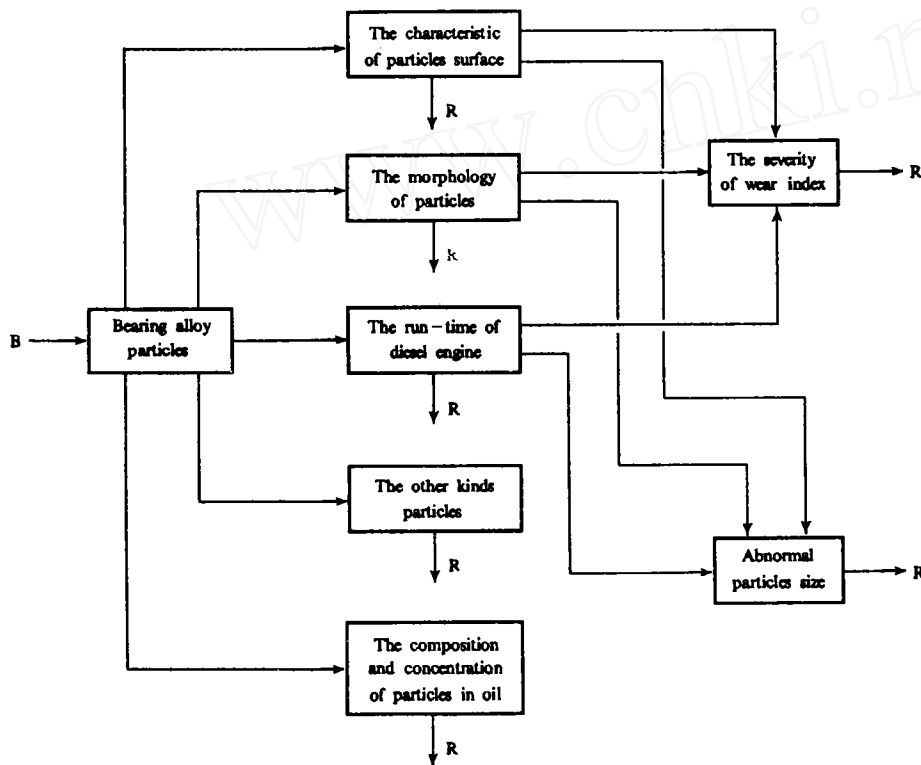 The characteristic
of particles surface
R
The morphology
of particles
The severity
of wear index
R
k
B
Bearing alloy
particles
The run-time of
diesel engine
R
The other kinds
particles
R
Abnormal
particles size
R
The composition
and concentration
of particles in oil
R
www.cnki.n